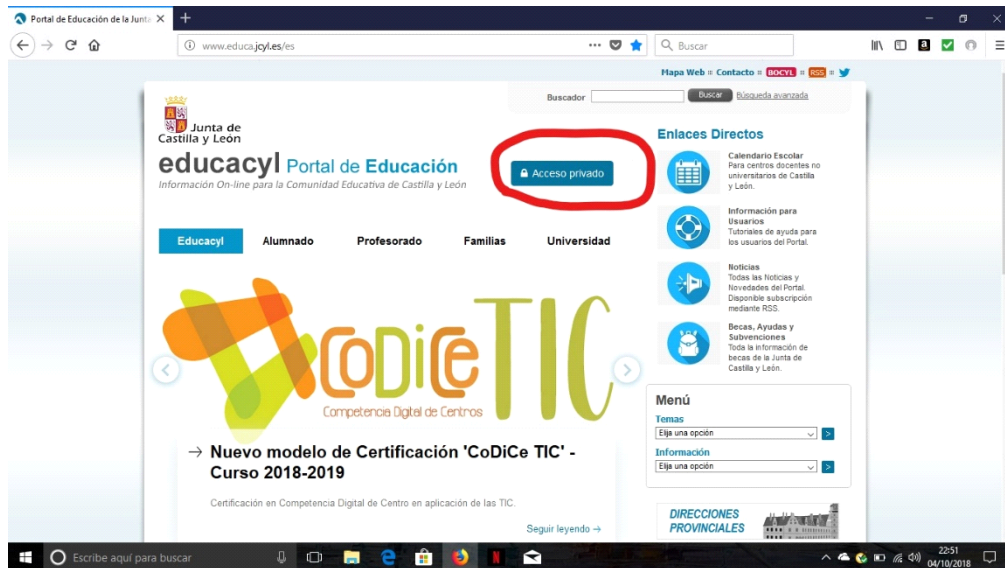 Portal de Educación de la Junta
www.educa.jcyl.es/es
Buscar
Mapa Web
Contacto
BOCYL
RSS
Buscador
Buscar
Búsqueda avanzada
Junta de
Castilla y León
educacyl Portal de Educación
Información On-line para la Comunidad Educativa de Castilla y León
Acceso privado
Educacyl
Alumnado
Profesorado
Familias
Universidad
CoDiCe TIC
Competencia Digital de Centros
→ Nuevo modelo de Certificación 'CoDiCe TIC' -
Curso 2018-2019
Certificación en Competencia Digital de Centro en aplicación de las TIC.
Seguir leyendo →
Enlaces Directos
Calendario Escolar
Para centros docentes no
universitarios de Castilla
y León.
Información para
Usuarios
Tutoriales de ayuda para
los usuarios del Portal.
Noticias
Todas las Noticias y
Novedades del Portal.
Disponible subscripción
mediante RSS.
Becas, Ayudas y
Subvenciones
Toda la información de
becas de la Junta de
Castilla y León.
Menú
Temas
Elija una opción
>
Información
Elija una opción
>
DIRECCIONES
PROVINCIALES
Escribe aquí para buscar
22:51
04/10/2018